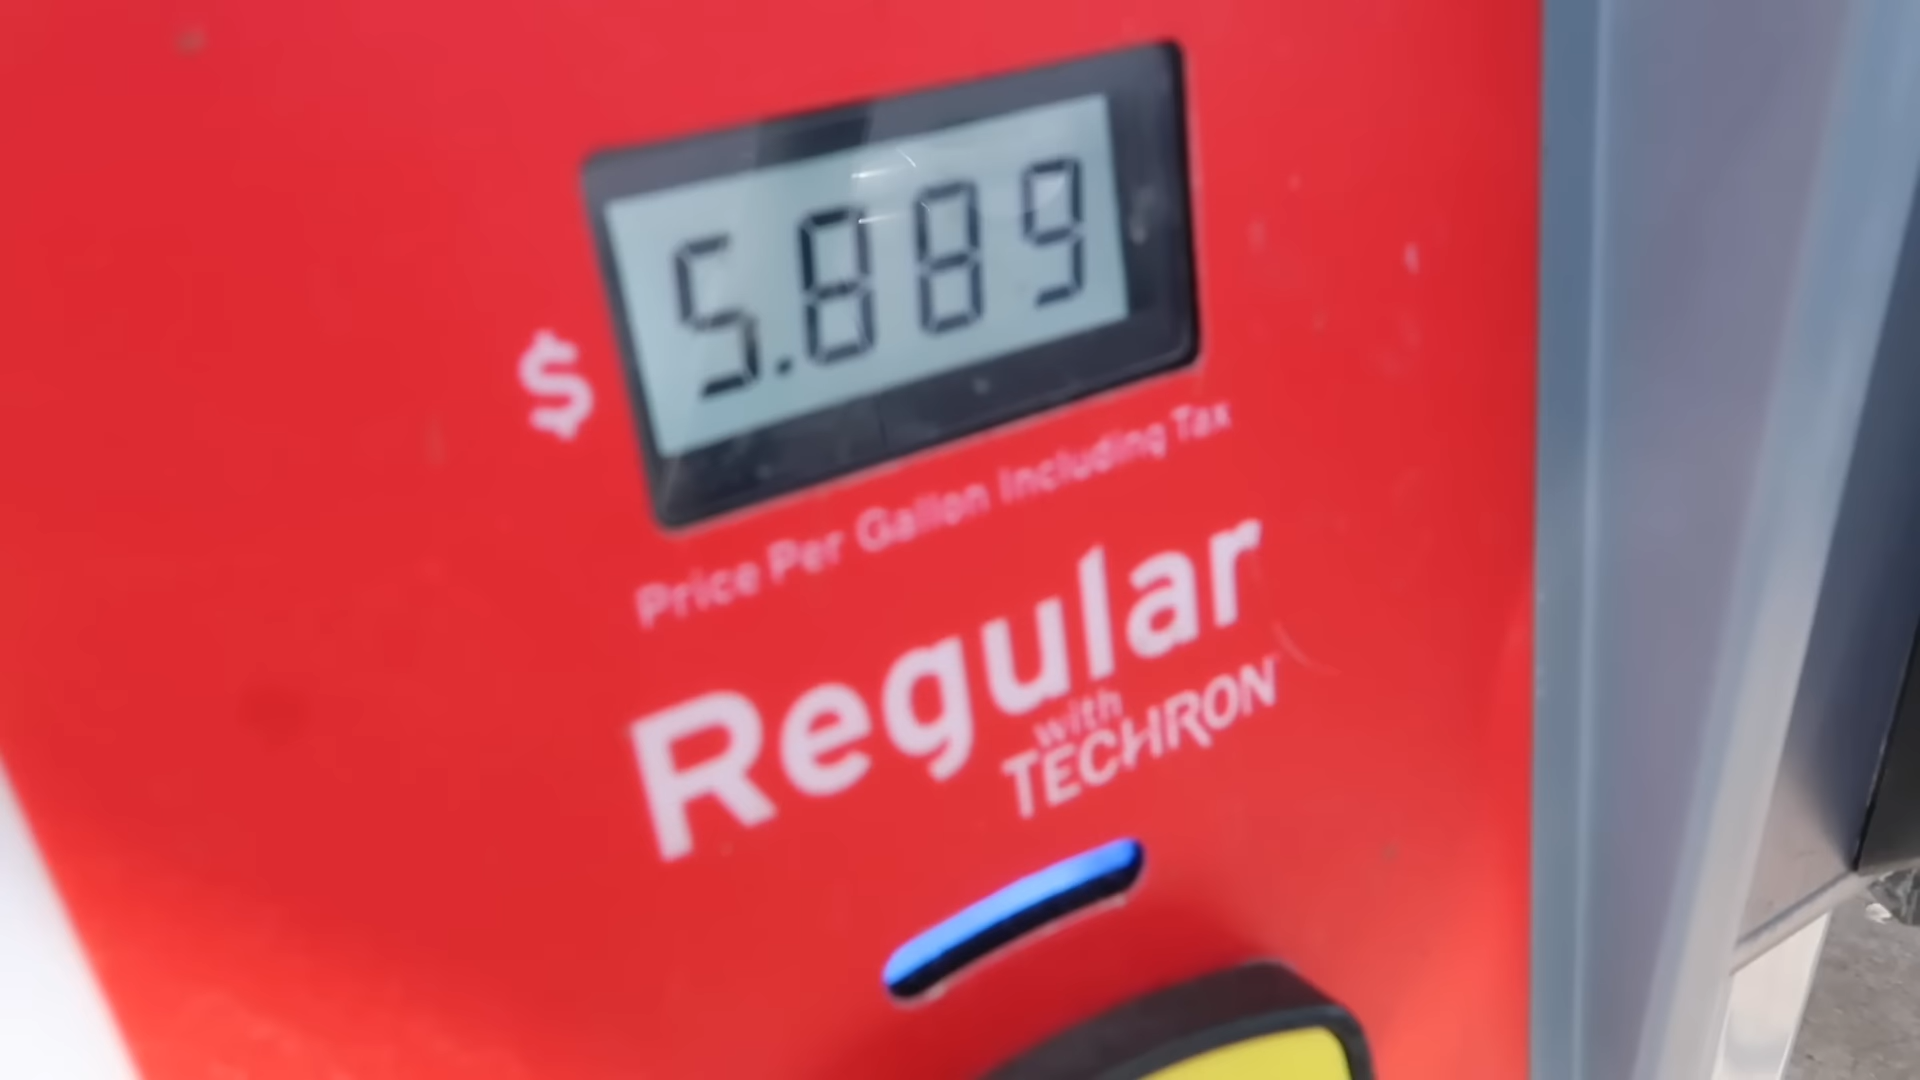 5.889
$
Price Per Gallon Including Tax
Regular
with
TECHRON